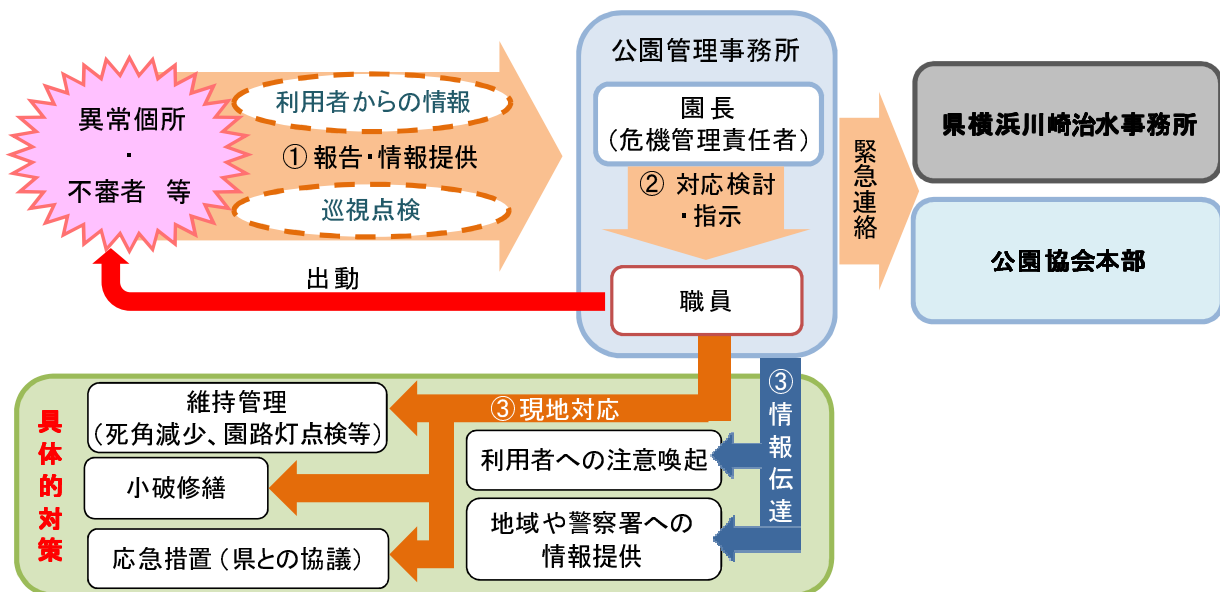 異常個所
・
不審者 等
利用者からの情報
① 報告・情報提供
巡視点検
出動
公園管理事務所
園長
(危機管理責任者)
② 対応検討
・指示
職員
緊急連絡
県横浜川崎治水事務所
公園協会本部
具体的対策
維持管理
(死角減少、園路灯点検等)
小破修繕
応急措置(県との協議)
③ 現地対応
③情報伝達
利用者への注意喚起
地域や警察署への
情報提供